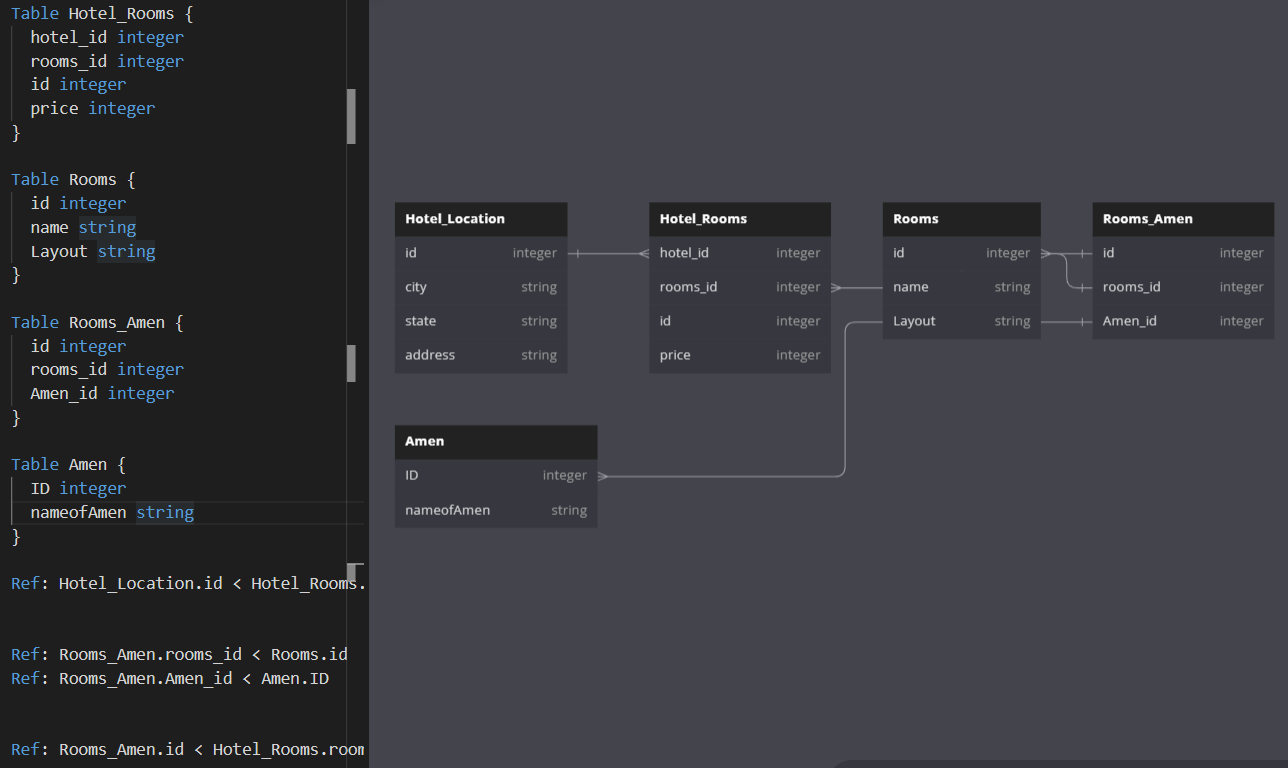 Table Hotel_Rooms {
hotel_id integer
rooms_id integer
id integer
price integer
}
Table Rooms {
id integer
name string
Layout string
}
Table Rooms_Amen {
id integer
rooms_id integer
Amen_id integer
}
Table Amen {
ID integer
nameofAmen string
}
Ref: Hotel_Location.id < Hotel_Rooms.
Ref: Rooms_Amen.rooms_id < Rooms.id
Ref: Rooms_Amen.Amen_id < Amen.ID
Ref: Rooms_Amen.id < Hotel_Rooms.room
Hotel_Location
id integer
city string
state string
address string
Hotel_Rooms
hotel_id integer
rooms_id integer
id integer
price integer
Rooms
id integer
name string
Layout string
Rooms_Amen
id integer
rooms_id integer
Amen_id integer
Amen
ID integer
nameofAmen string